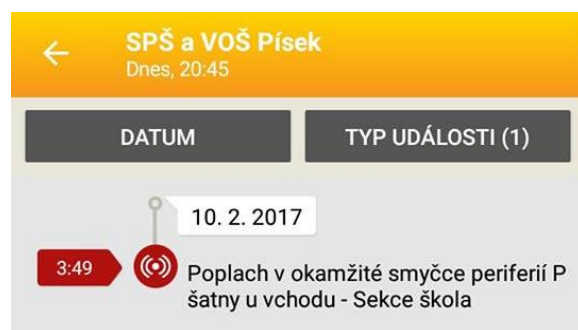 SPŠ a VOŠ Písek
Dnes, 20:45
DATUM
TYP UDÁLOSTI (1)
10. 2. 2017
3:49
Poplach v okamžité smyčce periferií P
šatny u vchodu - Sekce škola